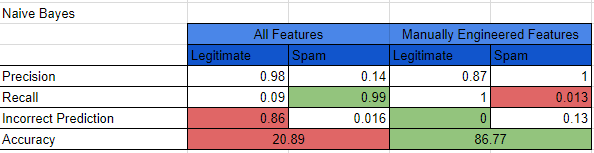 Naive Bayes
All Features Manually Engineered Features
Legitimate Spam Legitimate Spam
Precision 0.98 0.14 0.87 1
Recall 0.09 0.99 1 0.013
Incorrect Prediction 0.86 0.016 0 0.13
Accuracy 20.89 86.77